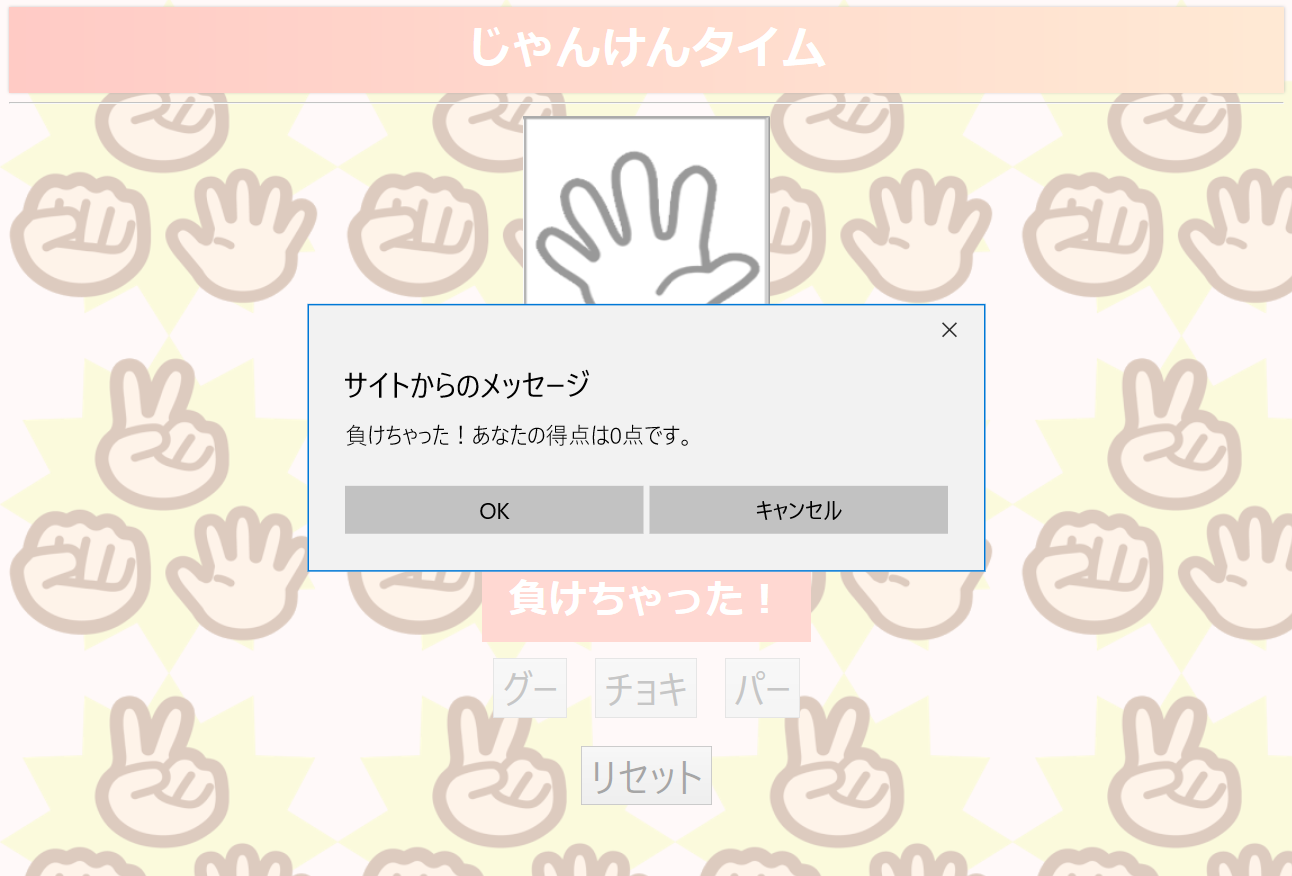 じゃんけんタイム
サイトからのメッセージ
負けちゃった！あなたの得点は0点です。
OK
キャンセル
負けちゃった！
グー
チョキ
パー
リセット